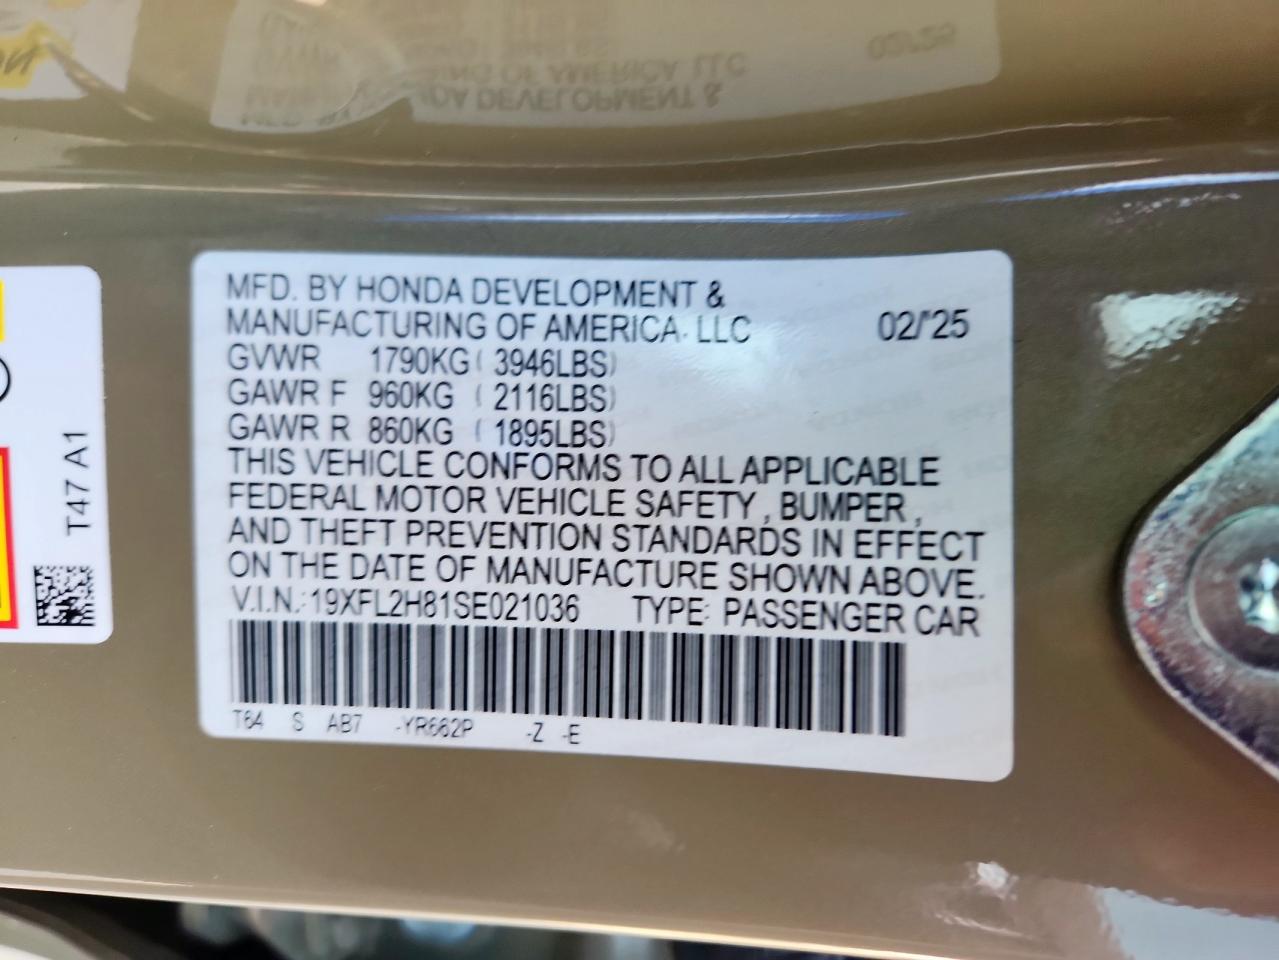 MFD. BY HONDA DEVELOPMENT &
MANUFACTURING OF AMERICA. LLC 02/'25
GVWR 1790KG ( 3946LBS)
GAWR F 960KG ( 2116LBS)
GAWR R 860KG ( 1895LBS)
THIS VEHICLE CONFORMS TO ALL APPLICABLE
FEDERAL MOTOR VEHICLE SAFETY , BUMPER ,
AND THEFT PREVENTION STANDARDS IN EFFECT
ON THE DATE OF MANUFACTURE SHOWN ABOVE.
V.I.N.: 19XFL2H81SE021036 TYPE: PASSENGER CAR
T64 S AB7 -YR662P -Z -E
T47 A1